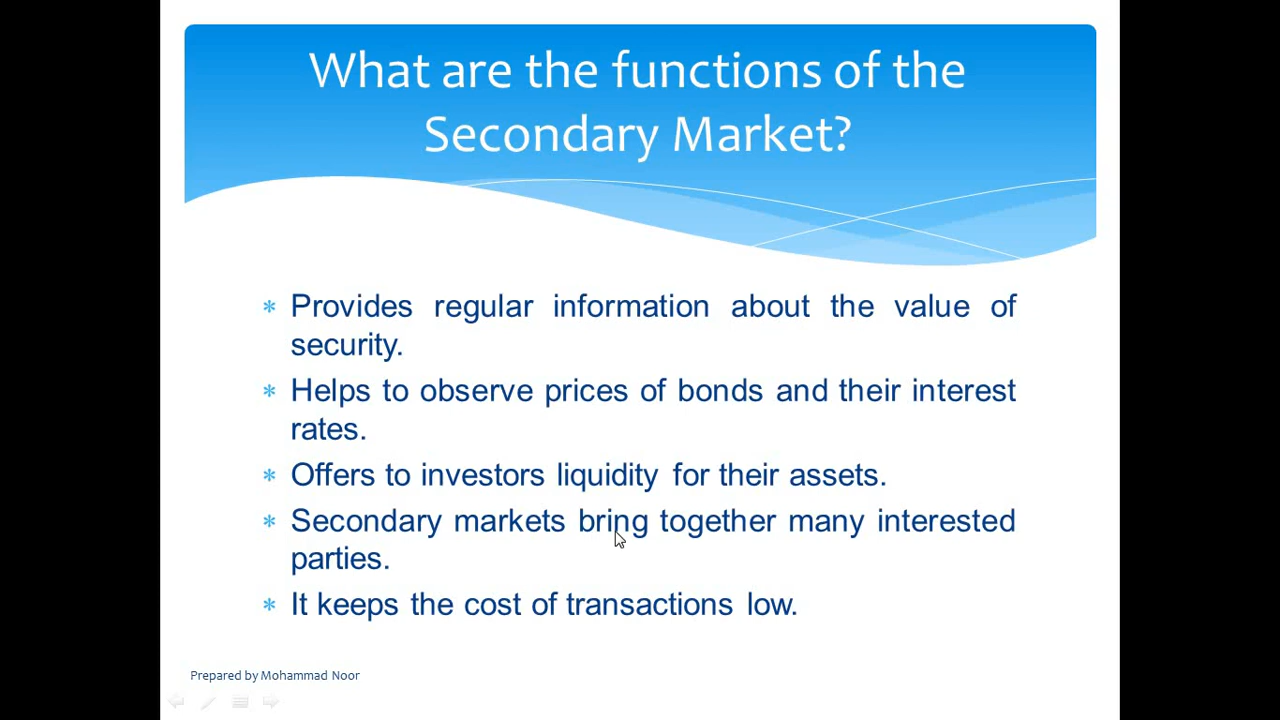 What are the functions of the
Secondary Market?
* Provides regular information about the value of
security.
* Helps to observe prices of bonds and their interest
rates.
* Offers to investors liquidity for their assets.
* Secondary markets bring together many interested
parties.
* It keeps the cost of transactions low.
Prepared by Mohammad Noor